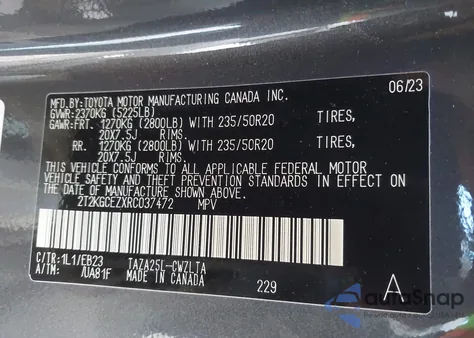 MFD.BY:TOYOTA MOTOR MANUFACTURING CANADA INC. 06/23
GVWR:2370KG (5225LB)
GAWR:FRT. 1270KG (2800LB) WITH 235/50R20 TIRES,
20X7.5J RIMS.
RR. 1270KG (2800LB) WITH 235/50R20 TIRES,
20X7.5J RIMS.
THIS VEHICLE CONFORMS TO ALL APPLICABLE FEDERAL MOTOR
VEHICLE SAFETY AND THEFT PREVENTION STANDARDS IN EFFECT
ON THE DATE OF MANUFACTURE SHOWN ABOVE.
2T2KGCEZXRC037472 MPV
C/TR:1L1/EB23 TAZA25L-CWZLTA
A/TM: /UA81F MADE IN CANADA 229 A
autoSnap